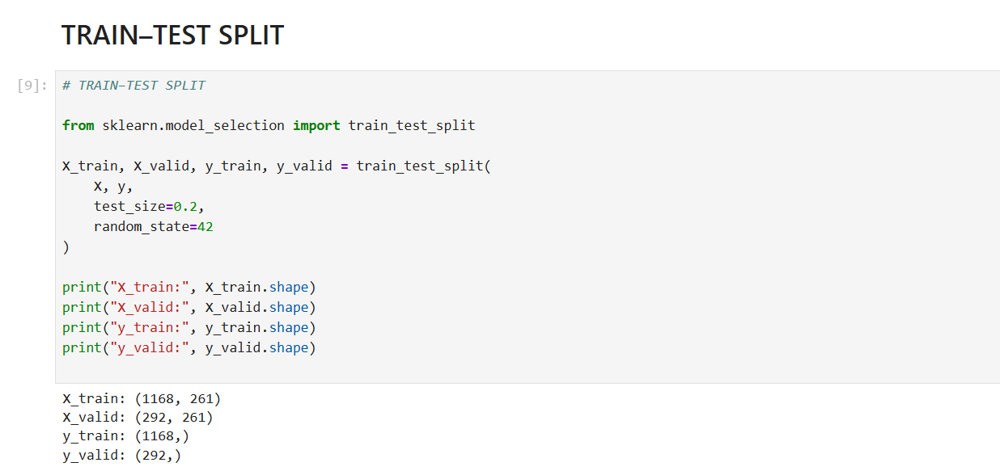 TRAIN–TEST SPLIT
[9]: # TRAIN–TEST SPLIT
from sklearn.model_selection import train_test_split
X_train, X_valid, y_train, y_valid = train_test_split(
    X, y,
    test_size=0.2,
    random_state=42
)
print("X_train:", X_train.shape)
print("X_valid:", X_valid.shape)
print("y_train:", y_train.shape)
print("y_valid:", y_valid.shape)
X_train: (1168, 261)
X_valid: (292, 261)
y_train: (1168,)
y_valid: (292,)